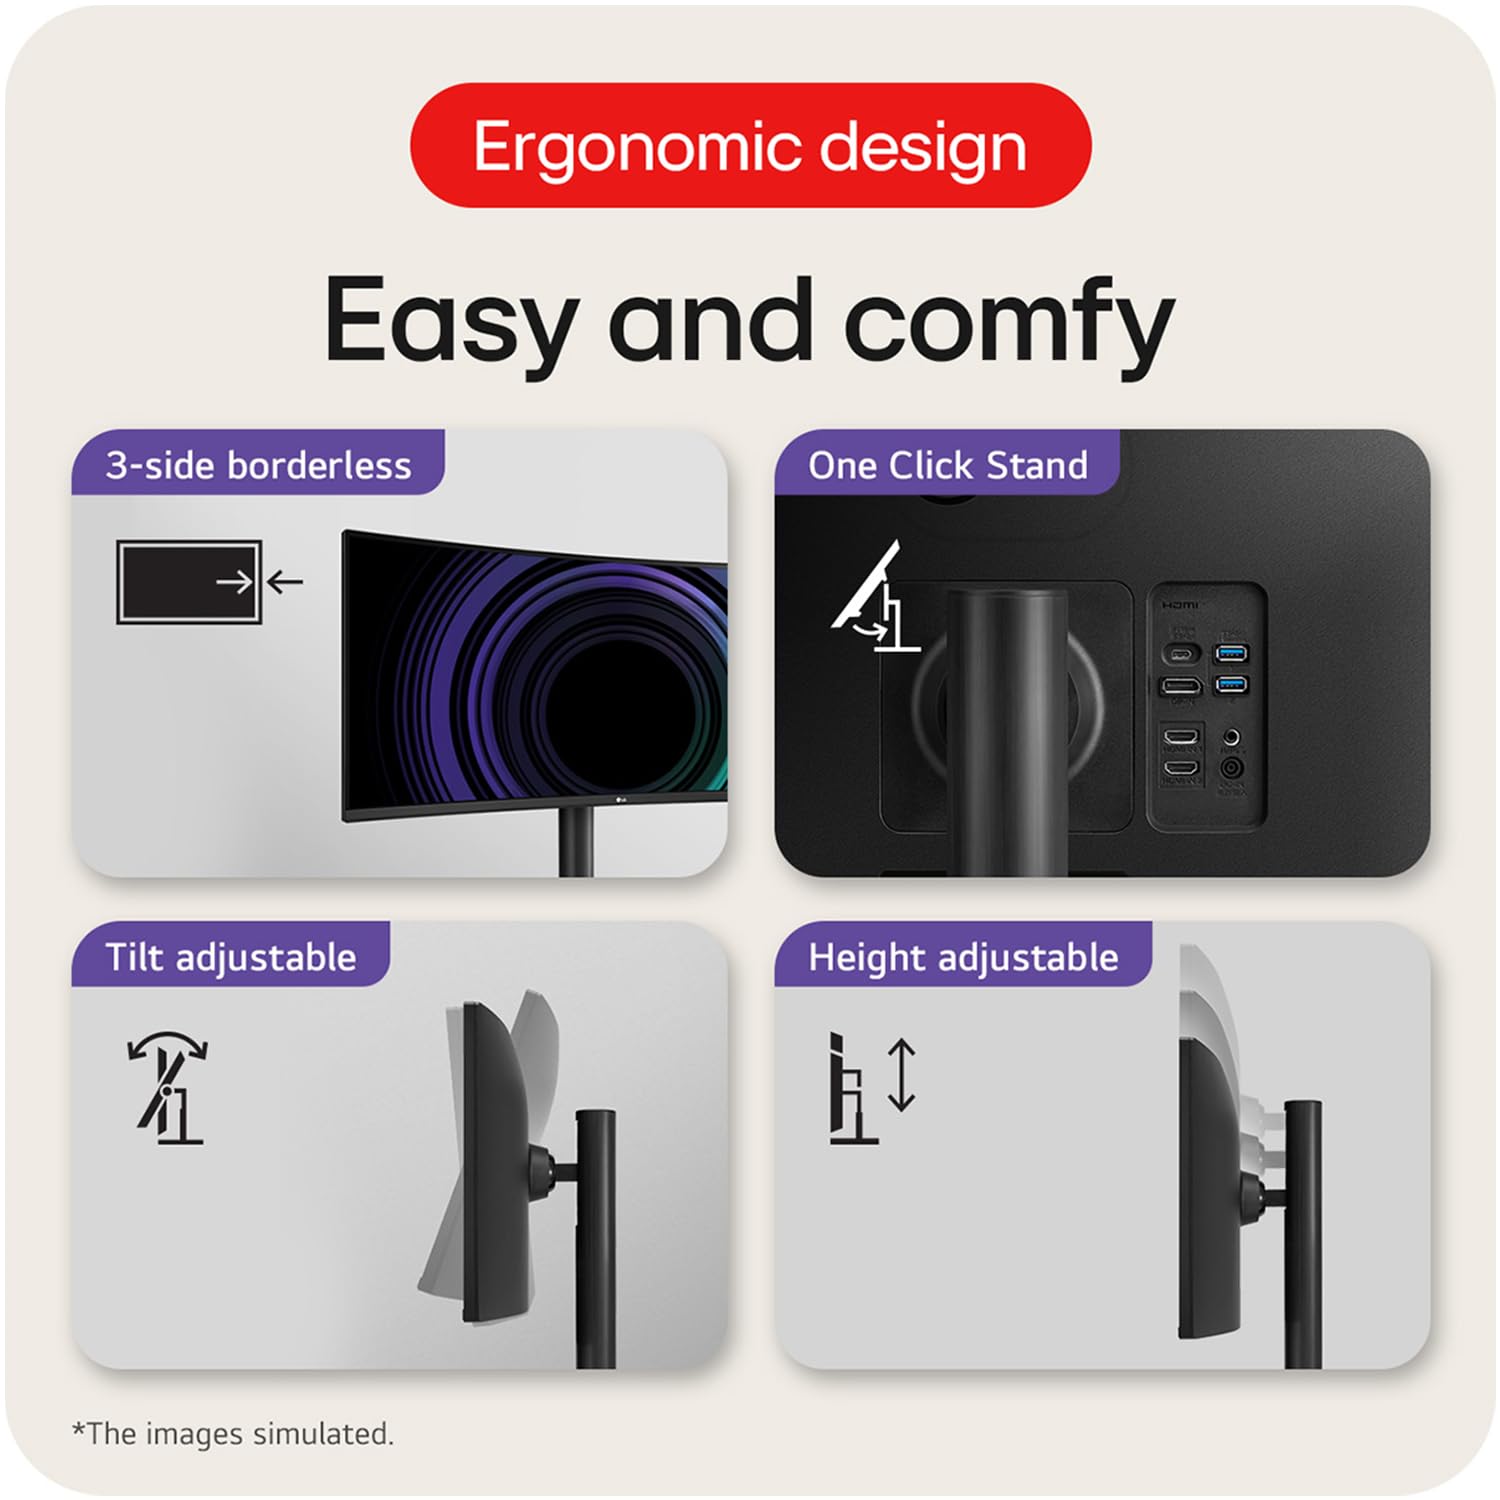 Ergonomic design
Easy and comfy
3-side borderless
One Click Stand
HDMI
LG
Tilt adjustable
Height adjustable
*The images simulated.